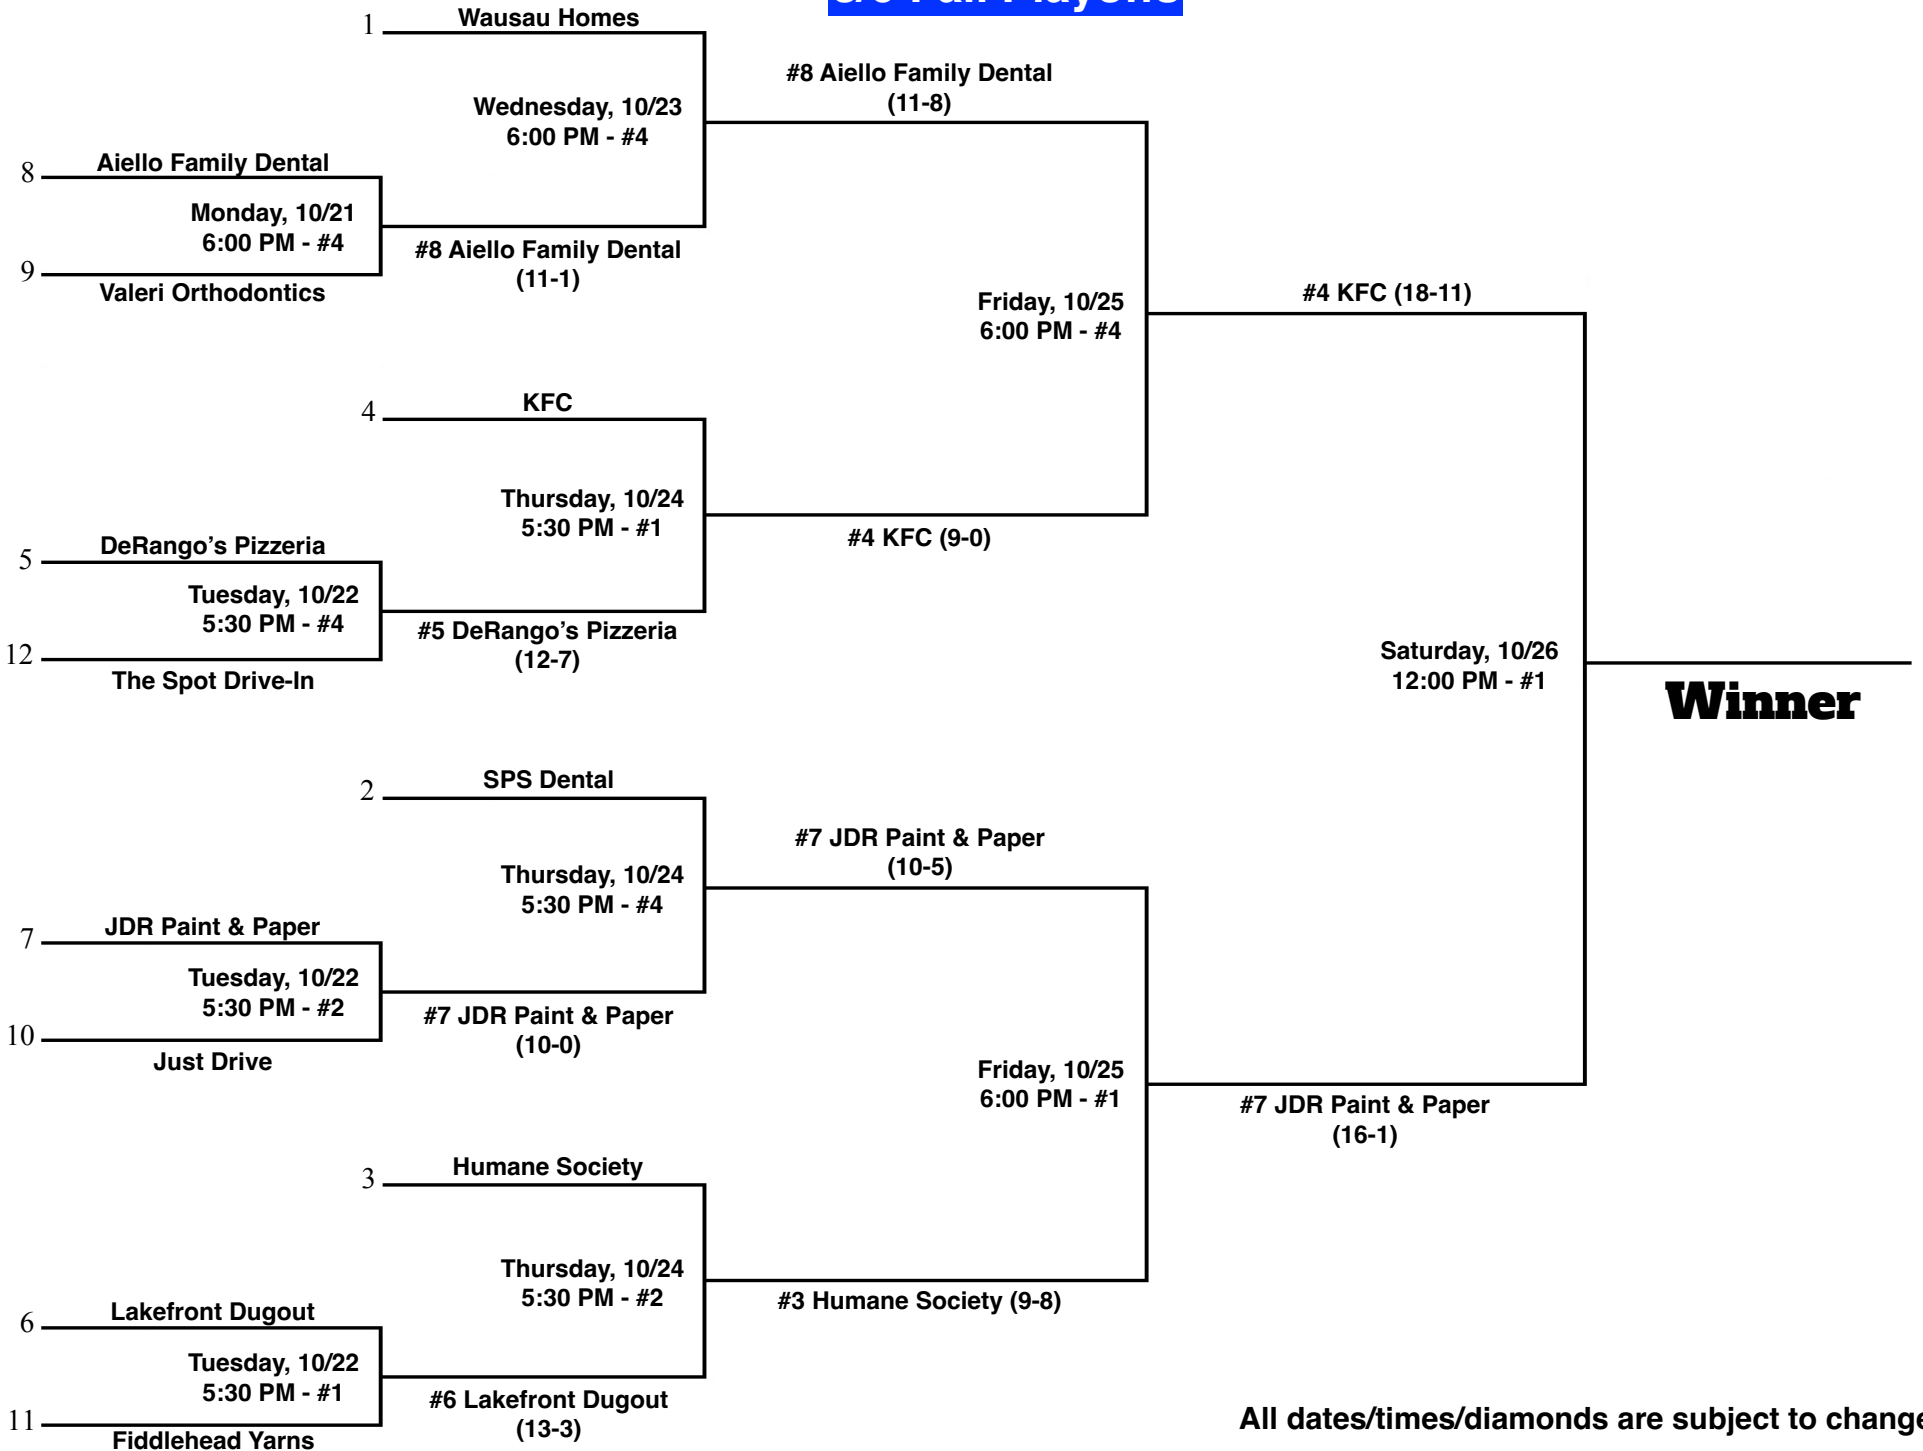 Fall Playoffs
1 Wausau Homes
Wednesday, 10/23
6:00 PM - #4
8 Aiello Family Dental
Monday, 10/21
6:00 PM - #4
9 Valeri Orthodontics
#8 Aiello Family Dental
(11-1)
#8 Aiello Family Dental
(11-8)
4 KFC
Thursday, 10/24
5:30 PM - #1
5 DeRango’s Pizzeria
Tuesday, 10/22
5:30 PM - #4
12 The Spot Drive-In
#5 DeRango’s Pizzeria
(12-7)
#4 KFC (9-0)
Friday, 10/25
6:00 PM - #4
#4 KFC (18-11)
2 SPS Dental
Thursday, 10/24
5:30 PM - #4
7 JDR Paint & Paper
Tuesday, 10/22
5:30 PM - #2
10 Just Drive
#7 JDR Paint & Paper
(10-0)
#7 JDR Paint & Paper
(10-5)
3 Humane Society
Thursday, 10/24
5:30 PM - #2
6 Lakefront Dugout
Tuesday, 10/22
5:30 PM - #1
11 Fiddlehead Yarns
#6 Lakefront Dugout
(13-3)
#3 Humane Society (9-8)
Friday, 10/25
6:00 PM - #1
#7 JDR Paint & Paper
(16-1)
Saturday, 10/26
12:00 PM - #1
Winner
All dates/times/diamonds are subject to change